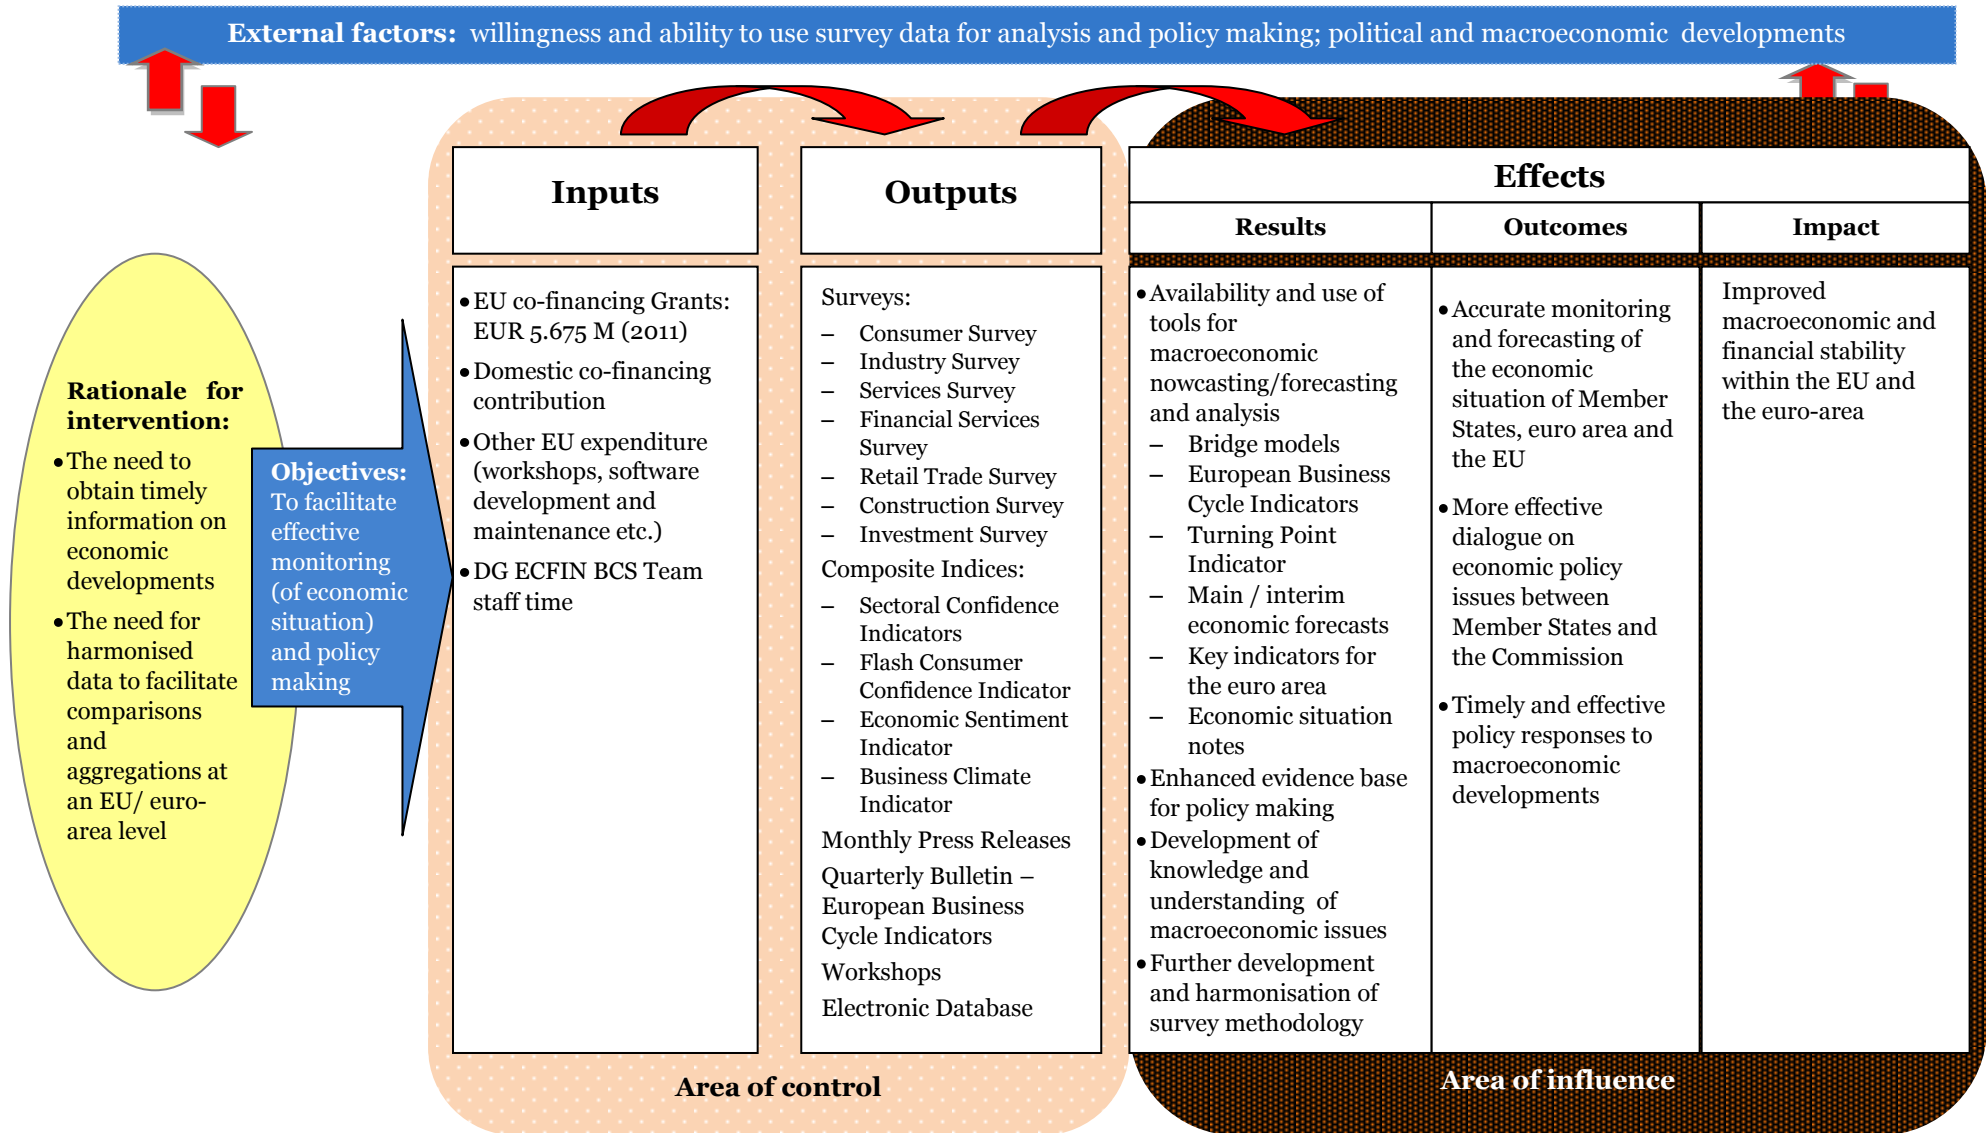 External factors: willingness and ability to use survey data for analysis and policy making; political and macroeconomic developments
Rationale for
intervention:
•The need to
obtain timely
information on
economic
developments
•The need for
harmonised
data to facilitate
comparisons
and
aggregations at
an EU/ euro-
area level
Objectives:
To facilitate
effective
monitoring
(of economic
situation)
and policy
making
Inputs
•EU co-financing Grants:
EUR 5.675 M (2011)
•Domestic co-financing
contribution
•Other EU expenditure
(workshops, software
development and
maintenance etc.)
•DG ECFIN BCS Team
staff time
Outputs
Surveys:
– Consumer Survey
– Industry Survey
– Services Survey
– Financial Services
Survey
– Retail Trade Survey
– Construction Survey
– Investment Survey
Composite Indices:
– Sectoral Confidence
Indicators
– Flash Consumer
Confidence Indicator
– Economic Sentiment
Indicator
– Business Climate
Indicator
Monthly Press Releases
Quarterly Bulletin –
European Business
Cycle Indicators
Workshops
Electronic Database
Area of control
Effects
Results
•Availability and use of
tools for
macroeconomic
nowcasting/forecasting
and analysis
– Bridge models
– European Business
Cycle Indicators
– Turning Point
Indicator
– Main / interim
economic forecasts
– Key indicators for
the euro area
– Economic situation
notes
•Enhanced evidence base
for policy making
•Development of
knowledge and
understanding of
macroeconomic issues
•Further development
and harmonisation of
survey methodology
Outcomes
•Accurate monitoring
and forecasting of
the economic
situation of Member
States, euro area and
the EU
•More effective
dialogue on
economic policy
issues between
Member States and
the Commission
•Timely and effective
policy responses to
macroeconomic
developments
Impact
Improved
macroeconomic and
financial stability
within the EU and
the euro-area
Area of influence